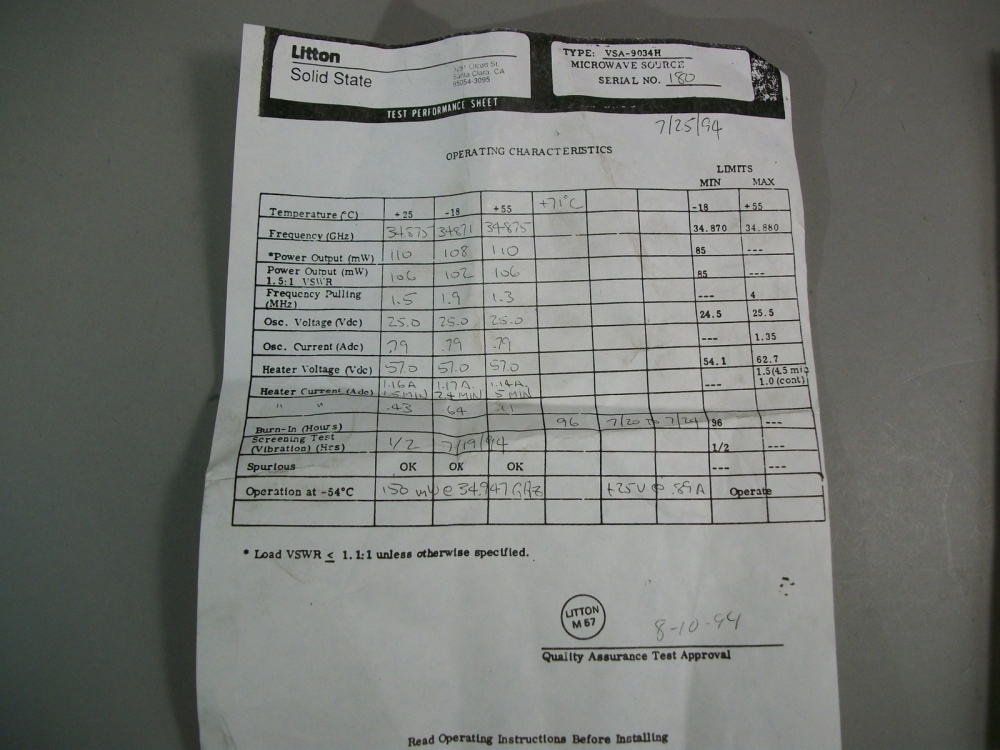 Litton
Solid State
Santa Clara, CA
95054-3095
TYPE: VSA-9034H
MICROWAVE SOURCE
SERIAL NO. 180
TEST PERFORMANCE SHEET
7/25/94
OPERATING CHARACTERISTICS
LIMITS
MIN MAX
Temperature (°C) +25 -18 +55 +71°C -18 +55
Frequency (GHz) 34.875 34.871 34.875 34.870 34.880
*Power Output (mW) 110 108 110 85 ---
Power Output (mW) 106 102 106 85 ---
1.5:1 VSWR
Frequency Pulling 1.5 1.9 1.3 --- 4
(MHz)
Osc. Voltage (Vdc) 25.0 25.0 25.0 24.5 25.5
Osc. Current (Adc) .79 .79 .79 --- 1.35
Heater Voltage (Vdc) 57.0 57.0 57.0 54.1 62.7
Heater Current (Adc) 1.16A 1.17A. 1.14A. --- 1.5(45 min)
1.5MIN 2.4 MIN .5 MIN 1.0 (cont)
" " .43 .64 .11
Burn-In (Hours) 96 7/20 to 7/24 96 ---
Screening Test 1/2 7/19/94 1/2 ---
(Vibration) (Hrs)
Spurious OK OK OK --- ---
Operation at -54°C 150 mW @ 34.947 GHz +25V @ .89A Operate
* Load VSWR ≤ 1.1:1 unless otherwise specified.
LITTON
M 67
8-10-94
Quality Assurance Test Approval
Read Operating Instructions Before Installing